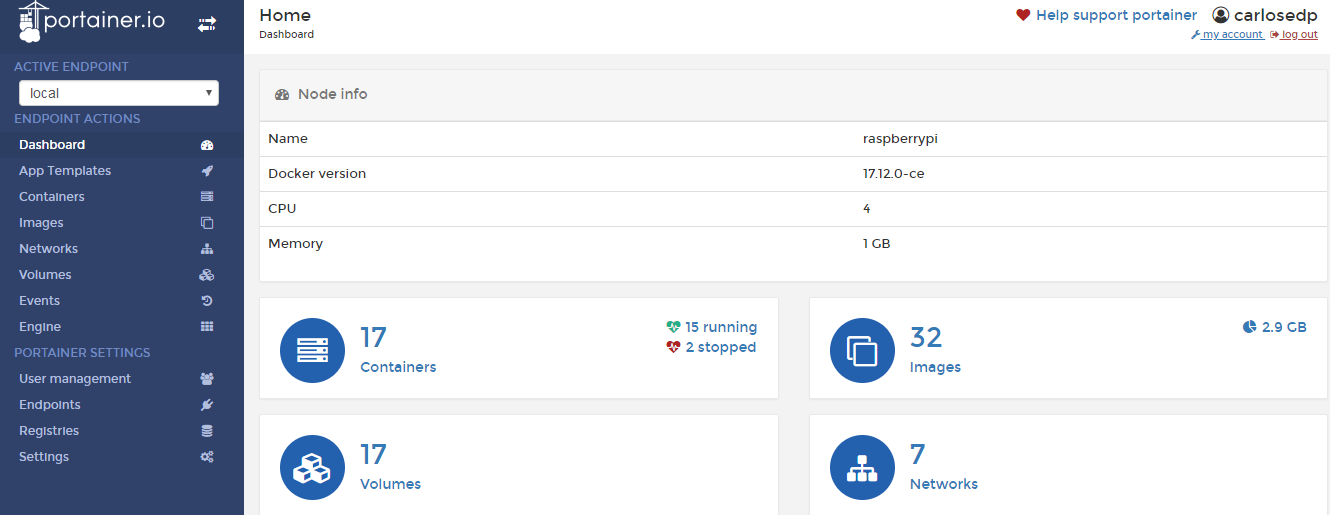 portainer.io
ACTIVE ENDPOINT
local
ENDPOINT ACTIONS
Dashboard
App Templates
Containers
Images
Networks
Volumes
Events
Engine
PORTAINER SETTINGS
User management
Endpoints
Registries
Settings
Home
Dashboard
Help support portainer
carlosedp
my account log out
Node info
Name raspberrypi
Docker version 17.12.0-ce
CPU 4
Memory 1 GB
17
Containers
15 running
2 stopped
32
Images
2.9 GB
17
Volumes
7
Networks